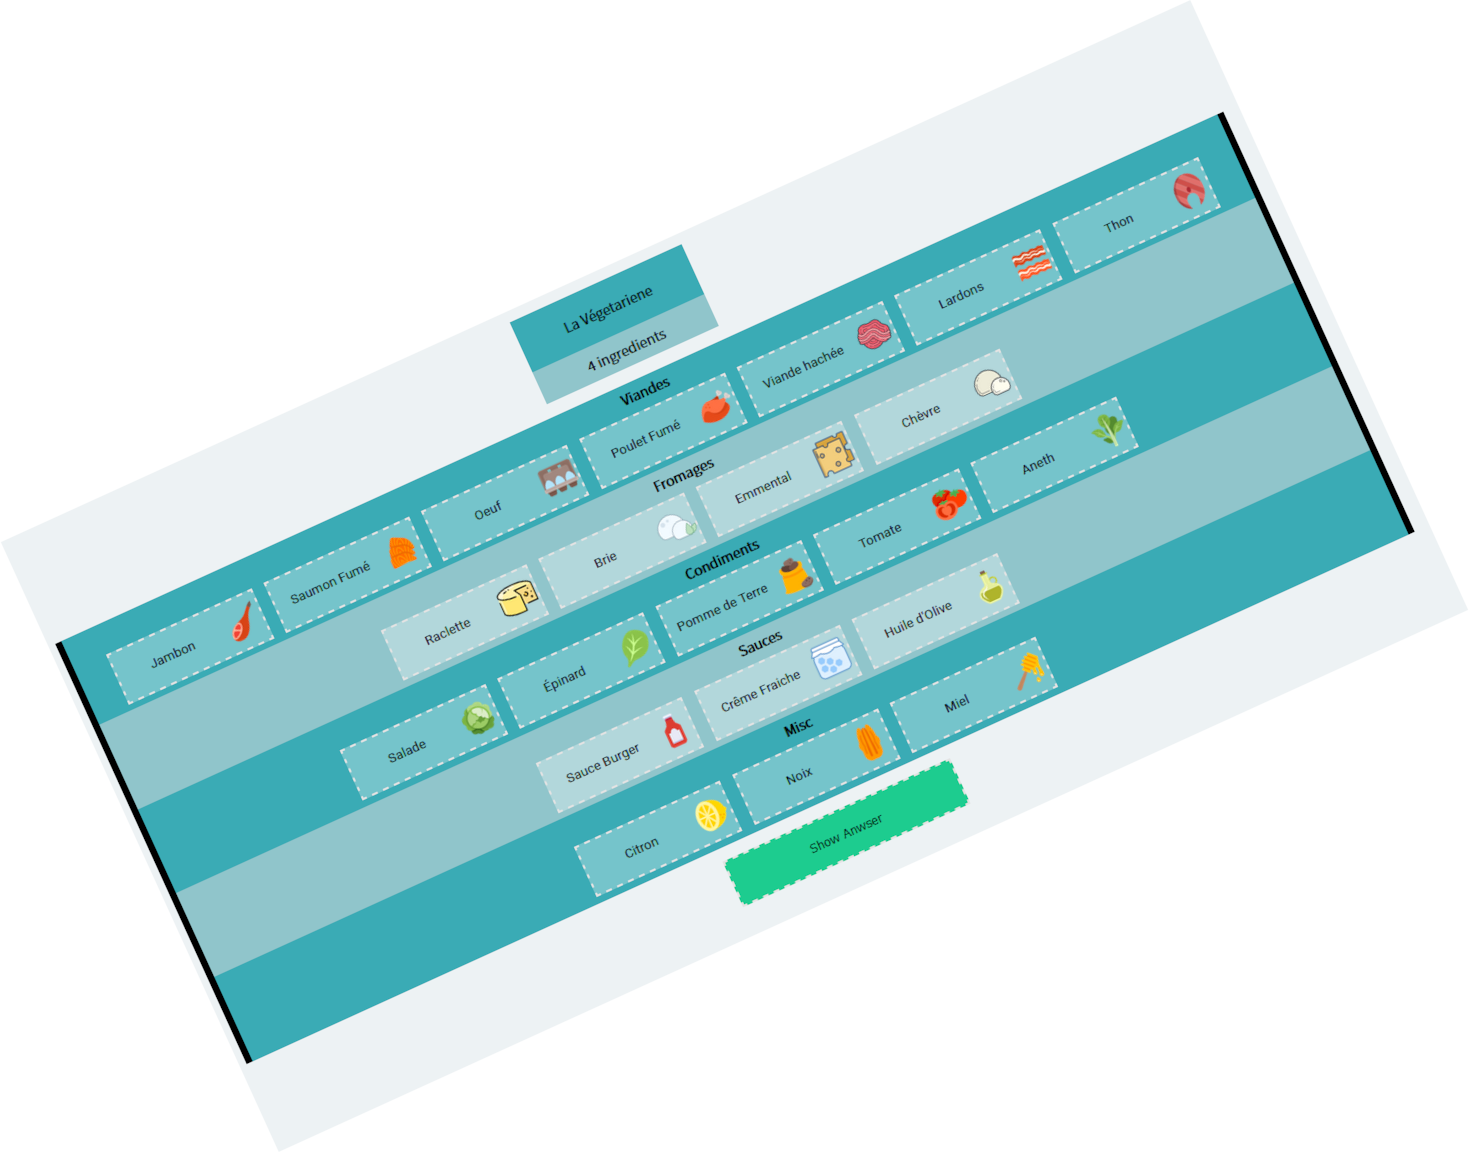 La Végetariene
4 ingredients
Viandes
Jambon
Saumon Fumé
Oeuf
Poulet Fumé
Viande hachée
Lardons
Thon
Fromages
Raclette
Brie
Emmental
Chèvre
Condiments
Salade
Épinard
Pomme de Terre
Tomate
Aneth
Sauces
Sauce Burger
Crême Fraiche
Huile d'Olive
Misc
Citron
Noix
Miel
Show Anwser